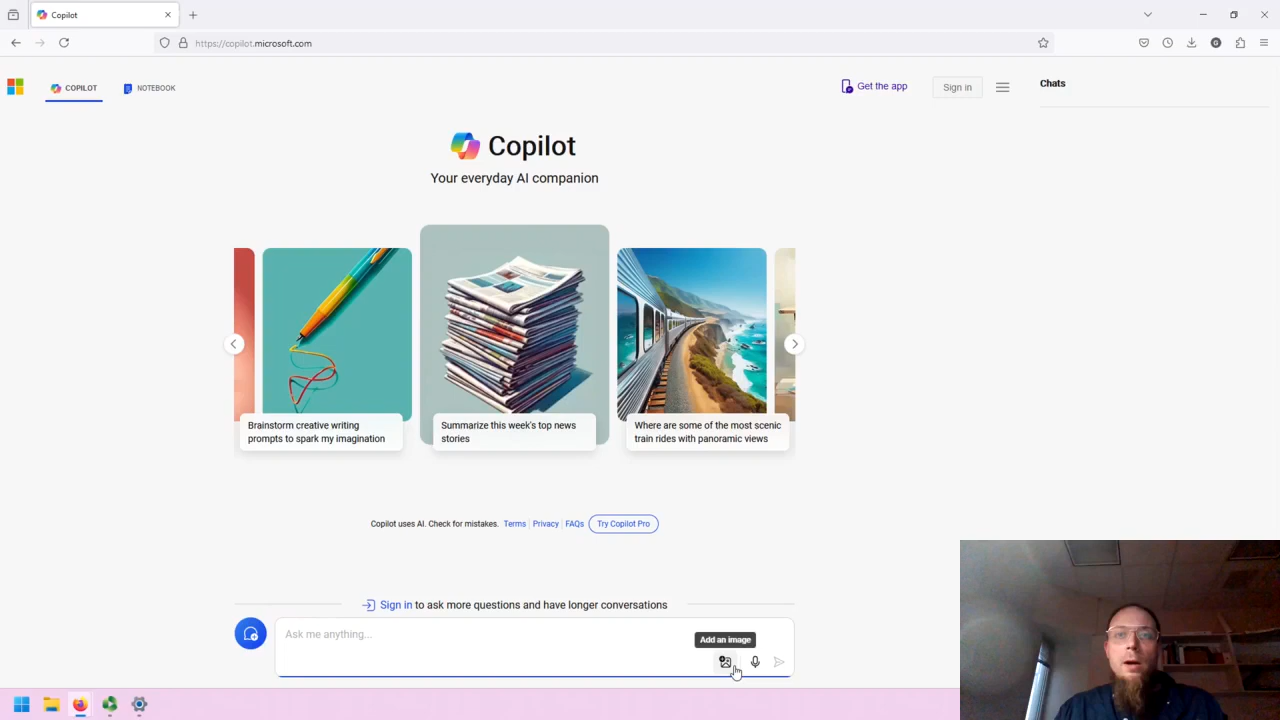 Copilot
https://copilot.microsoft.com
COPILOT
NOTEBOOK
Get the app
Sign in
Chats
Copilot
Your everyday AI companion
Brainstorm creative writing
prompts to spark my imagination
Summarize this week's top news
stories
Where are some of the most scenic
train rides with panoramic views
Copilot uses AI. Check for mistakes. Terms Privacy FAQs Try Copilot Pro
Sign in to ask more questions and have longer conversations
Ask me anything...
Add an image